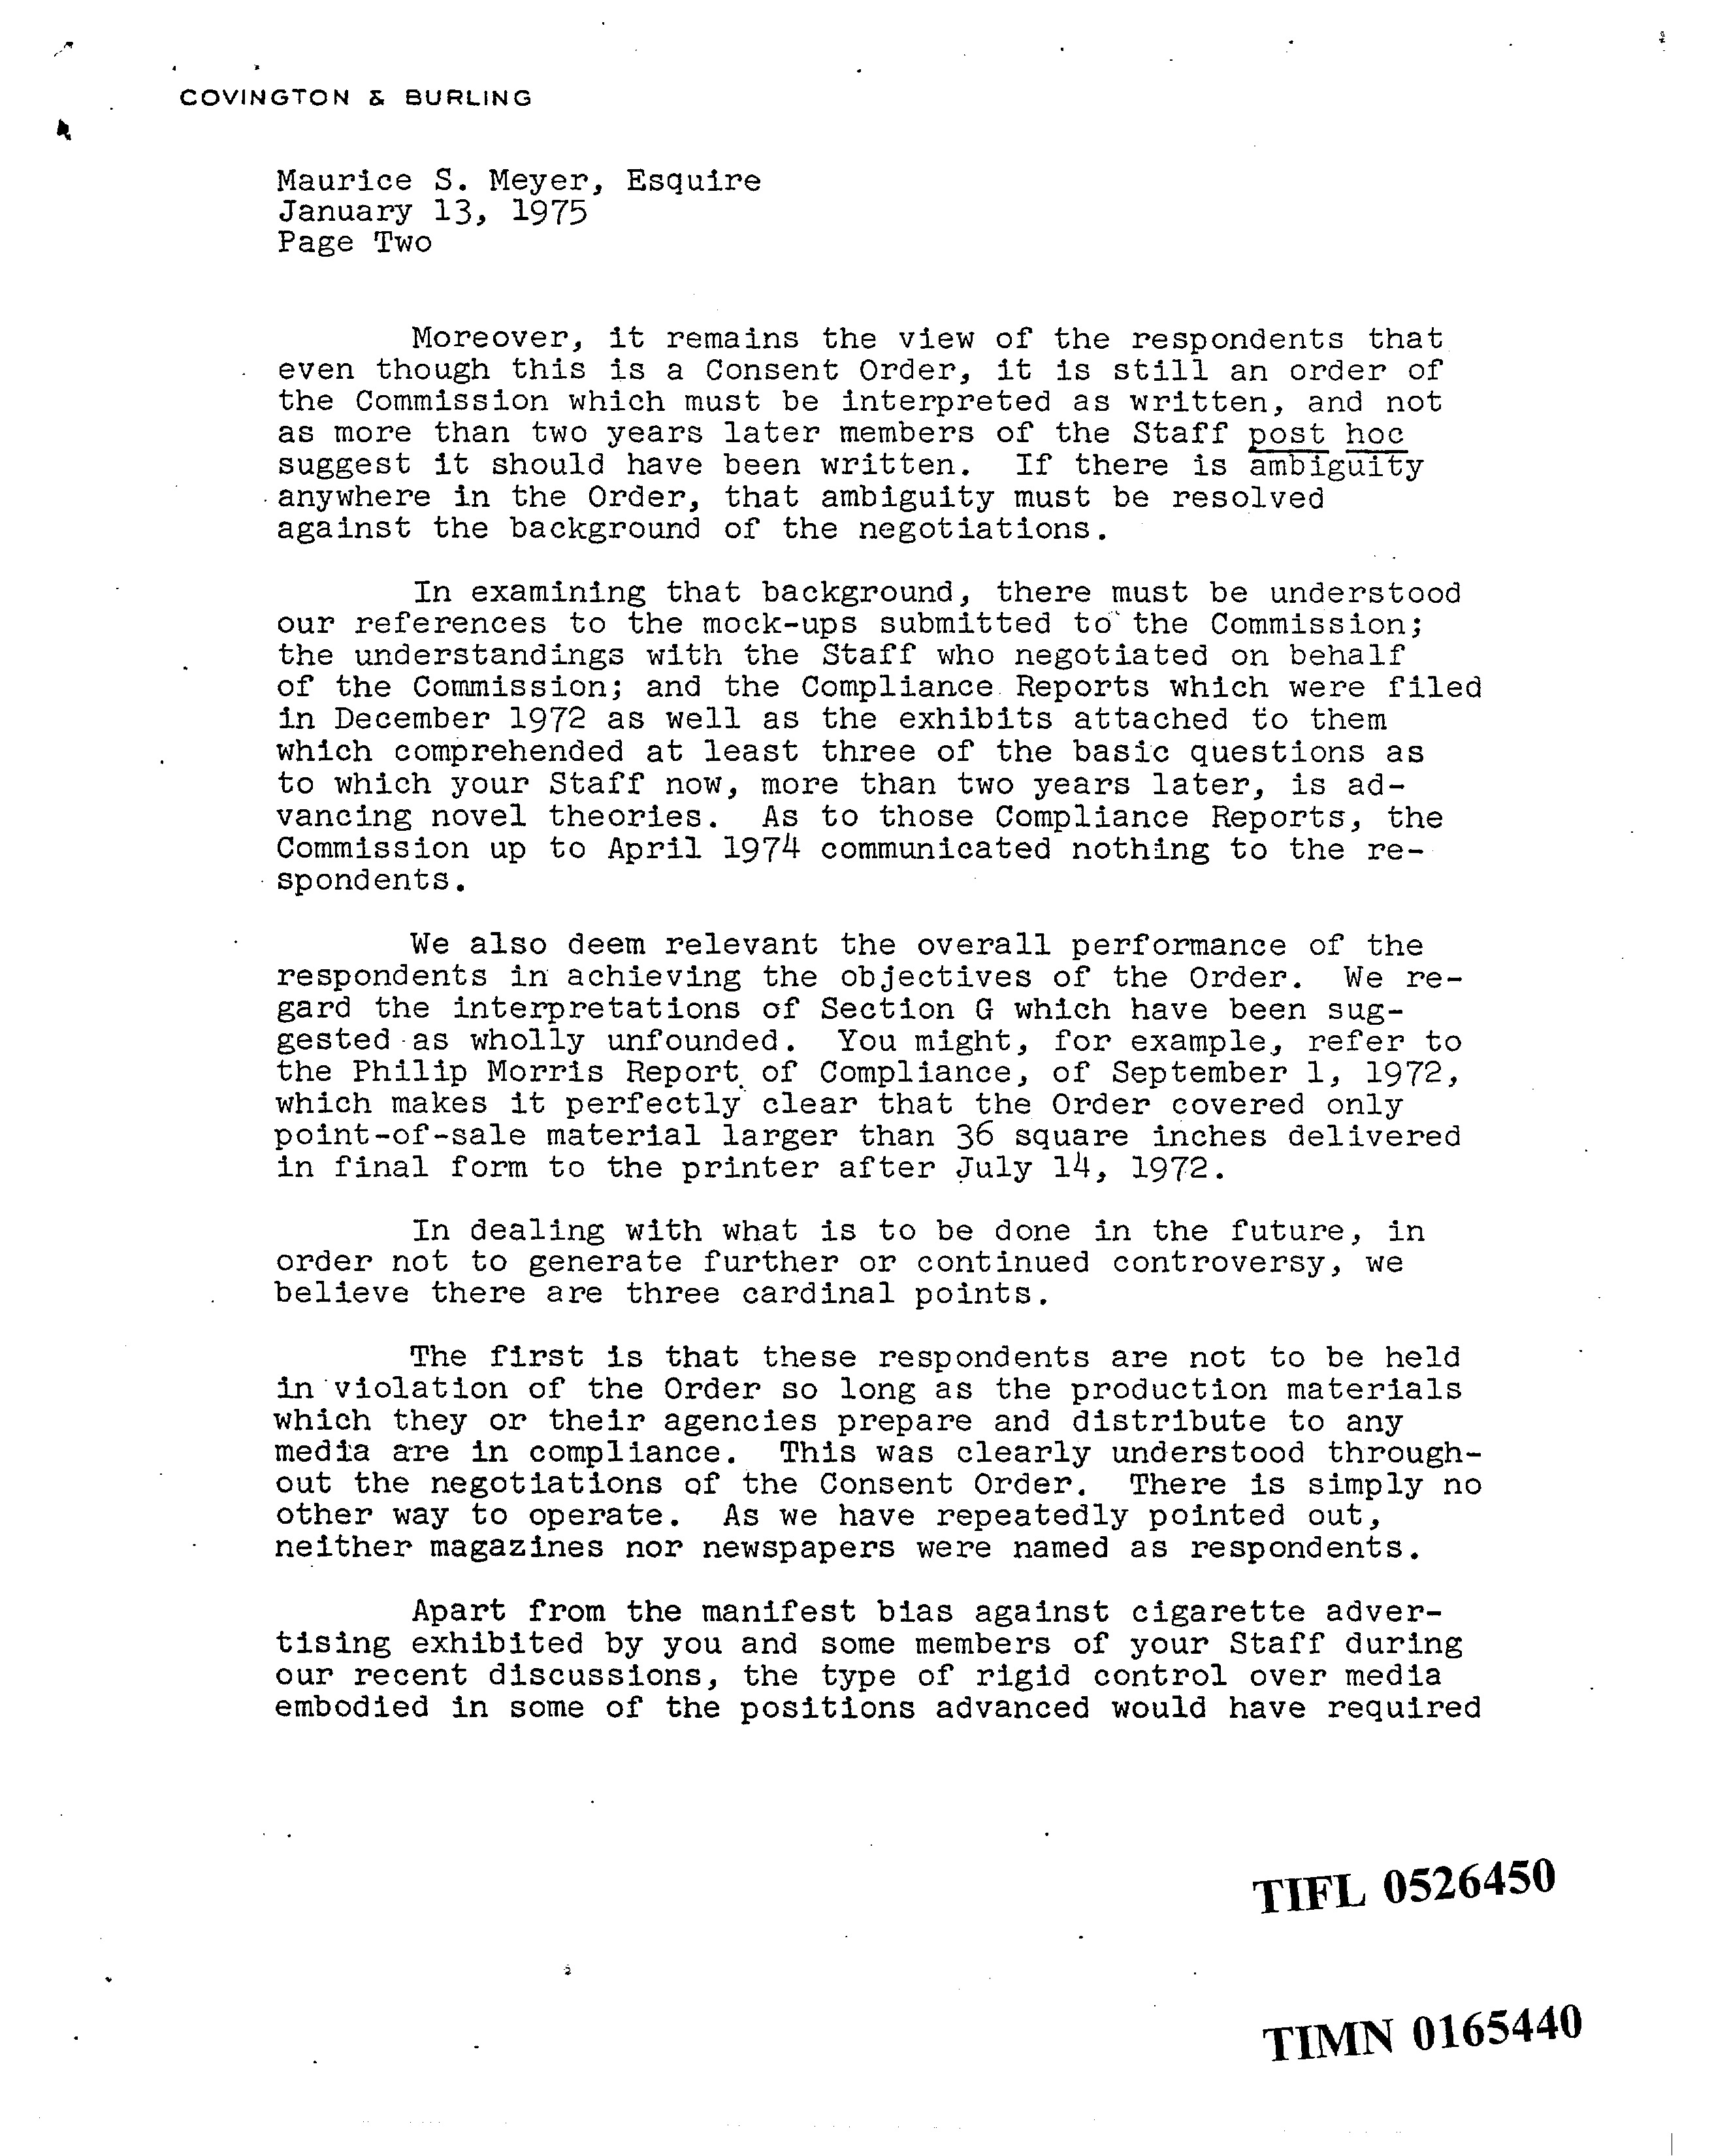 COVINGTON & BURLING
Maurice S. Meyer, Esquire
January 13, 1975
Page Two
Moreover, it remains the view of the respondents that
even though this is a Consent Order, it is still an order of
the Commission which must be interpreted as written, and not
as more than two years later members of the Staff post hoc
suggest it should have been written. If there is ambiguity
anywhere in the Order, that ambiguity must be resolved
against the background of the negotiations.
In examining that background, there must be understood
our references to the mock-ups submitted to the Commission;
the understandings with the Staff who negotiated on behalf
of the Commission; and the Compliance Reports which were filed
in December 1972 as well as the exhibits attached to them
which comprehended at least three of the basic questions as
to which your Staff now, more than two years later, is ad-
vancing novel theories. As to those Compliance Reports, the
Commission up to April 1974 communicated nothing to the re-
spondents.
We also deem relevant the overall performance of the
respondents in achieving the objectives of the Order. We re-
gard the interpretations of Section G which have been sug-
gested as wholly unfounded. You might, for example, refer to
the Philip Morris Report of Compliance, of September 1, 1972,
which makes it perfectly clear that the Order covered only
point-of-sale material larger than 36 square inches delivered
in final form to the printer after July 14, 1972.
In dealing with what is to be done in the future, in
order not to generate further or continued controversy, we
believe there are three cardinal points.
The first is that these respondents are not to be held
in violation of the Order so long as the production materials
which they or their agencies prepare and distribute to any
media are in compliance. This was clearly understood through-
out the negotiations of the Consent Order. There is simply no
other way to operate. As we have repeatedly pointed out,
neither magazines nor newspapers were named as respondents.
Apart from the manifest bias against cigarette adver-
tising exhibited by you and some members of your Staff during
our recent discussions, the type of rigid control over media
embodied in some of the positions advanced would have required
TIFL 0526450
TIMN 0165440